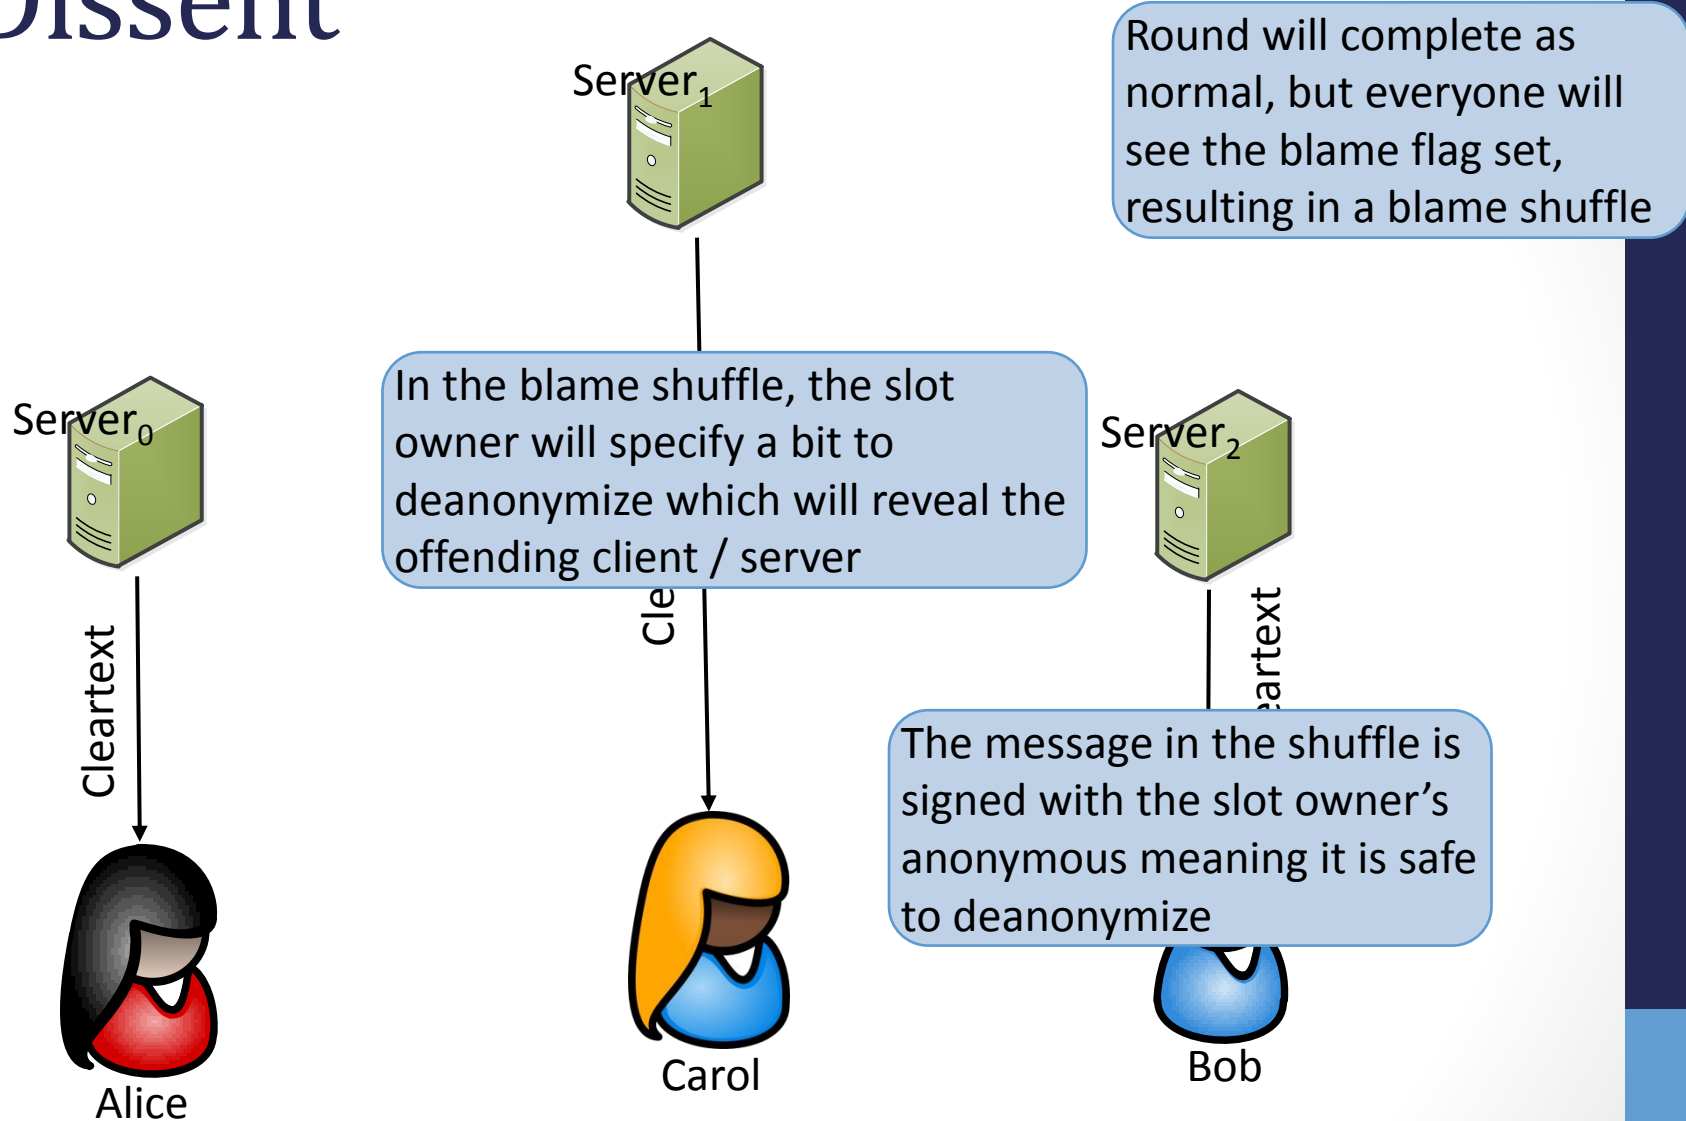 Dissent
Server1
Round will complete as
normal, but everyone will
see the blame flag set,
resulting in a blame shuffle
In the blame shuffle, the slot
owner will specify a bit to
deanonymize which will reveal the
offending client / server
Server0
Server2
Cleartext
Cle
eartext
The message in the shuffle is
signed with the slot owner’s
anonymous meaning it is safe
to deanonymize
Alice
Carol
Bob